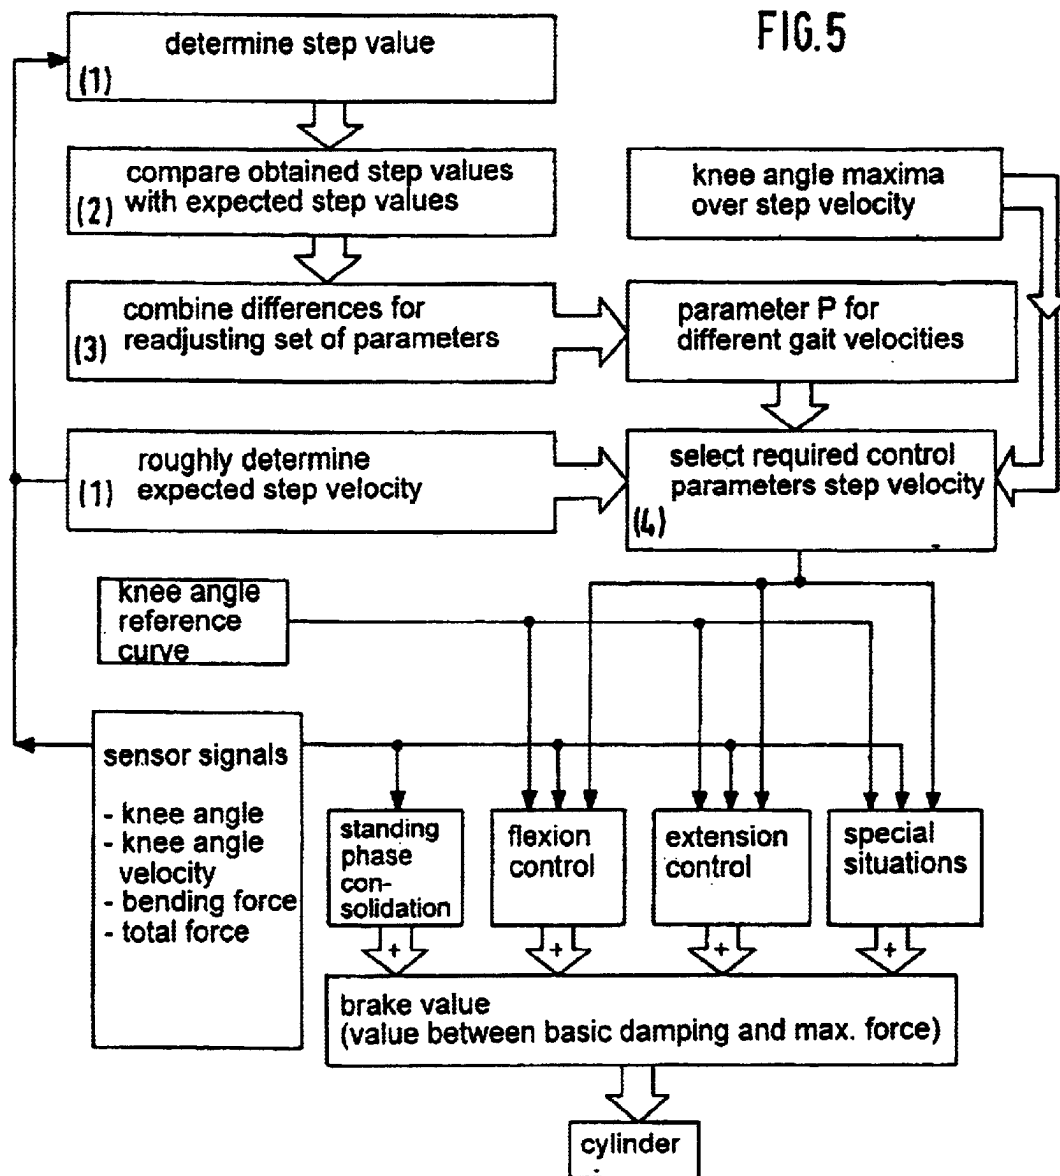 FIG.5
determine step value
(1)
compare obtained step values
(2) with expected step values
knee angle maxima
over step velocity
combine differences for
(3) readjusting set of parameters
parameter P for
different gait velocities
roughly determine
(1) expected step velocity
select required control
parameters step velocity
(4)
knee angle
reference
curve
sensor signals
- knee angle
- knee angle
velocity
- bending force
- total force
standing
phase
con-
solidation
flexion
control
extension
control
special
situations
+ + + +
brake value
(value between basic damping and max. force)
cylinder